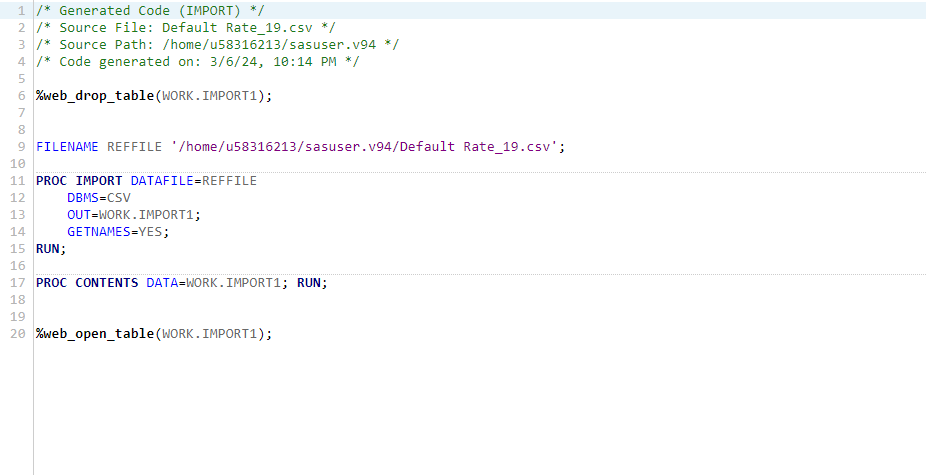 1 /* Generated Code (IMPORT) */
2 /* Source File: Default Rate_19.csv */
3 /* Source Path: /home/u58316213/sasuser.v94 */
4 /* Code generated on: 3/6/24, 10:14 PM */
5
6 %web_drop_table(WORK.IMPORT1);
7
8
9 FILENAME REFFILE '/home/u58316213/sasuser.v94/Default Rate_19.csv';
10
11 PROC IMPORT DATAFILE=REFFILE
12     DBMS=CSV
13     OUT=WORK.IMPORT1;
14     GETNAMES=YES;
15 RUN;
16
17 PROC CONTENTS DATA=WORK.IMPORT1; RUN;
18
19
20 %web_open_table(WORK.IMPORT1);